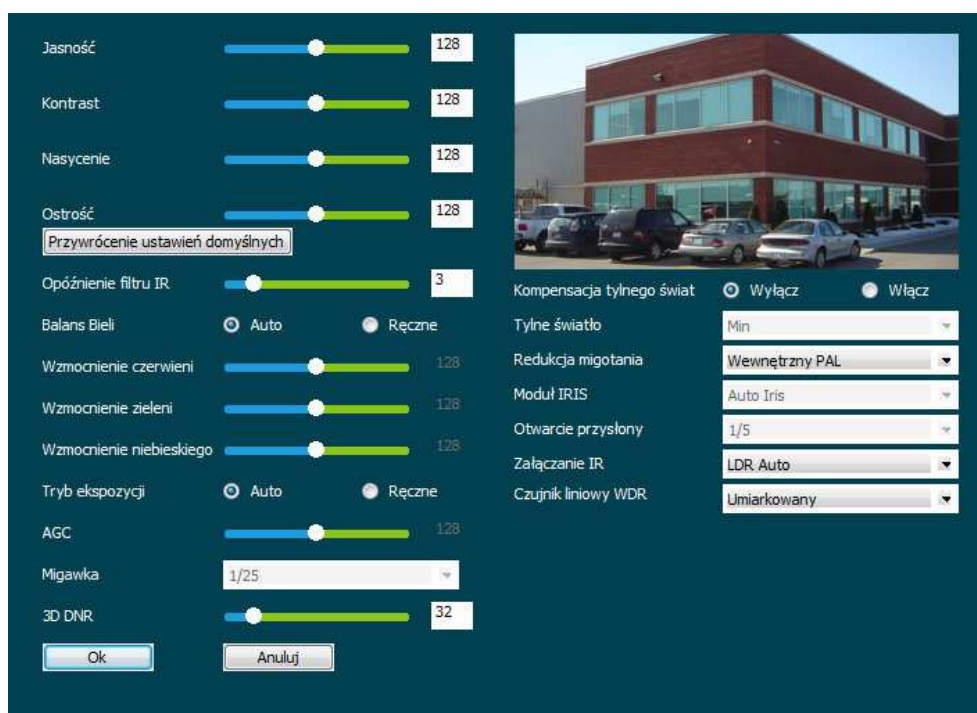 Jasność 128
Kontrast 128
Nasycenie 128
Ostrość 128
Przywrócenie ustawień domyślnych
Opóźnienie filtru IR 3
Balans Bieli Auto Ręczne
Wzmocnienie czerwieni 128
Wzmocnienie zieleni 128
Wzmocnienie niebieskiego 128
Tryb ekspozycji Auto Ręczne
AGC 128
Migawka 1/25
3D DNR 32
Ok Anuluj
Kompensacja tylnego świat Wyłącz Włącz
Tylne światło Min
Redukcja migotania Wewnętrzny PAL
Moduł IRIS Auto Iris
Otwarcie przysłony 1/5
Załączanie IR LDR Auto
Czujnik liniowy WDR Umiarkowany